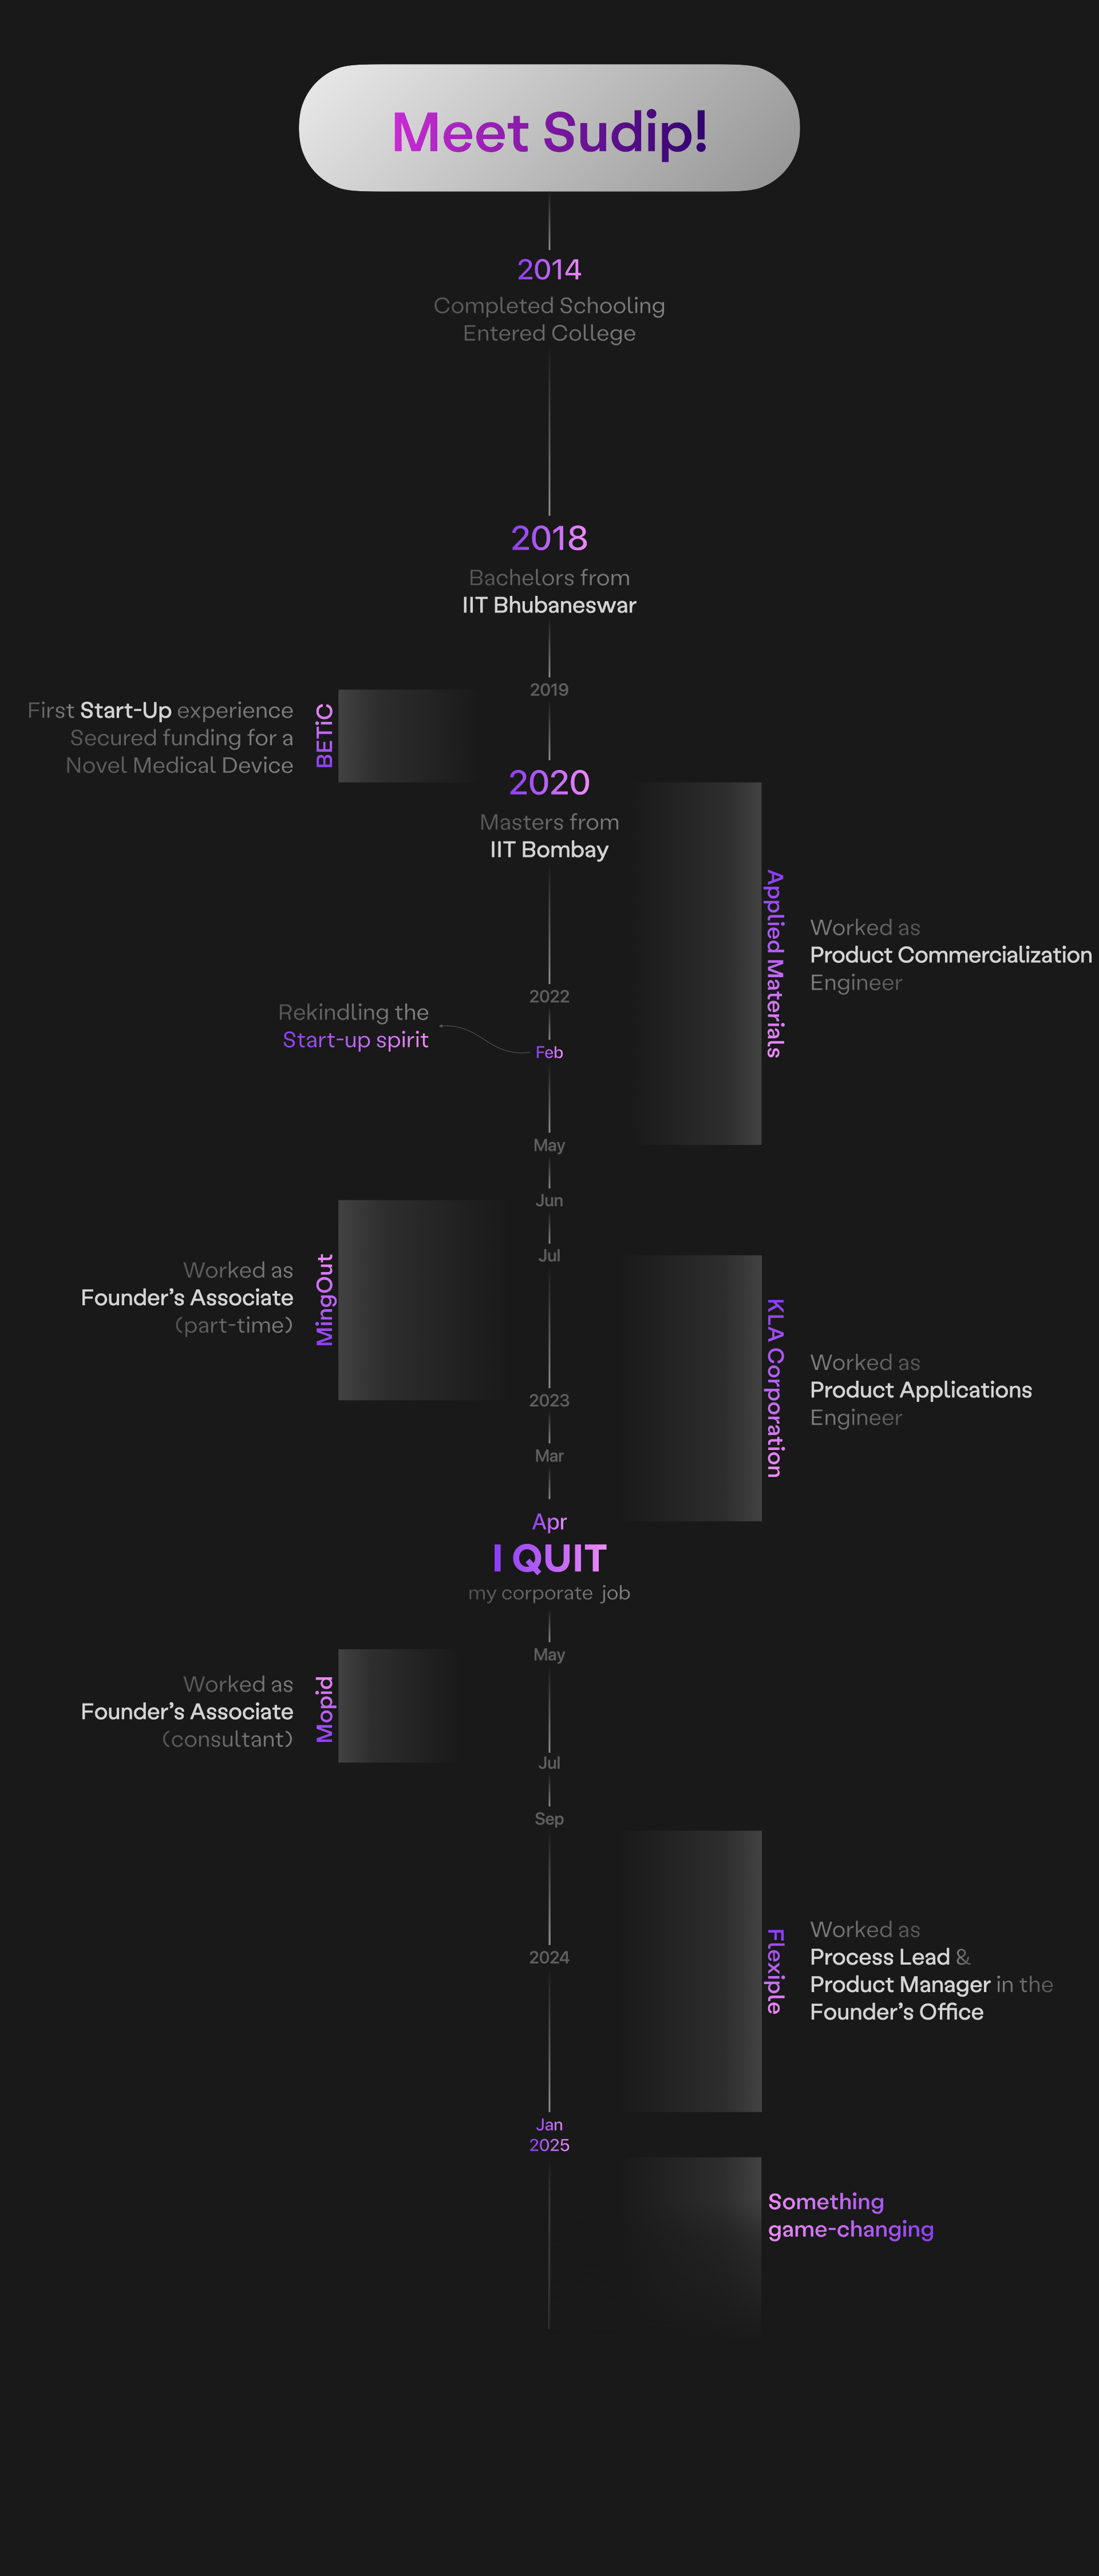 Meet Sudip!
2014
Completed Schooling
Entered College
2018
Bachelors from
IIT Bhubaneswar
2019
First Start-Up experience
Secured funding for a
Novel Medical Device
BETiC
2020
Masters from
IIT Bombay
Applied Materials
Worked as
Product Commercialization
Engineer
2022
Rekindling the
Start-up spirit
Feb
May
Jun
Jul
Worked as
Founder’s Associate
(part-time)
MingOut
KLA Corporation
Worked as
Product Applications
Engineer
2023
Mar
Apr
I QUIT
my corporate job
May
Worked as
Founder’s Associate
(consultant)
Mopid
Jul
Sep
2024
Flexiple
Worked as
Process Lead &
Product Manager in the
Founder’s Office
Jan
2025
Something
game-changing